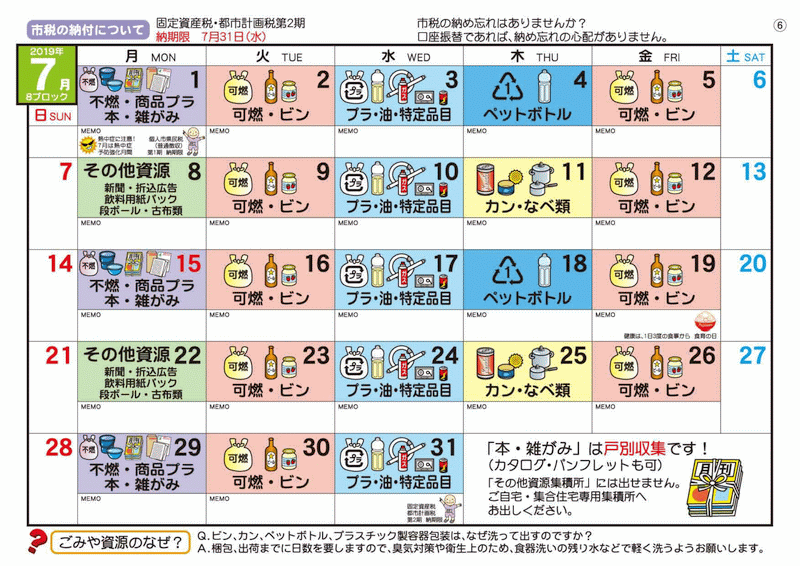 市税の納付について
固定資産税・都市計画税第2期
納期限 7月31日(水)
市税の納め忘れはありませんか？
口座振替であれば、納め忘れの心配がありません。
⑥
2019年
7月
8ブロック
日 SUN
月 MON
火 TUE
水 WED
木 THU
金 FRI
土 SAT
不燃
1
不燃・商品プラ
本・雑がみ
MEMO
熱中症に注意!
7月は熱中症
予防強化月間
個人市県民税
(普通徴収)
第1期 納期限
可燃
2
可燃・ビン
MEMO
プラ
3
プラ・油・特定品目
MEMO
1
4
ペットボトル
MEMO
可燃
5
可燃・ビン
MEMO
6
7
その他資源 8
新聞・折込広告
飲料用紙パック
段ボール・古布類
MEMO
可燃
9
可燃・ビン
MEMO
プラ
10
プラ・油・特定品目
MEMO
11
カン・なべ類
MEMO
可燃
12
可燃・ビン
MEMO
13
14
不燃
15
不燃・商品プラ
本・雑がみ
MEMO
可燃
16
可燃・ビン
MEMO
プラ
17
プラ・油・特定品目
MEMO
1
18
ペットボトル
MEMO
可燃
19
可燃・ビン
MEMO
健康は、1日3度の食事から 食育の日
20
21
その他資源 22
新聞・折込広告
飲料用紙パック
段ボール・古布類
MEMO
可燃
23
可燃・ビン
MEMO
プラ
24
プラ・油・特定品目
MEMO
25
カン・なべ類
MEMO
可燃
26
可燃・ビン
MEMO
27
28
不燃
29
不燃・商品プラ
本・雑がみ
MEMO
可燃
30
可燃・ビン
MEMO
プラ
31
プラ・油・特定品目
MEMO
固定資産税
都市計画税
第2期 納期限
「本・雑がみ」は戸別収集です！
(カタログ・パンフレットも可)
「その他資源集積所」には出せません。
ご自宅・集合住宅専用集積所へ
お出しください。
月刊
ごみや資源のなぜ？
Q.ビン、カン、ペットボトル、プラスチック製容器包装は、なぜ洗って出すのですか？
A.梱包、出荷までに日数を要しますので、臭気対策や衛生上のため、食器洗いの残り水などで軽く洗うようお願いします。